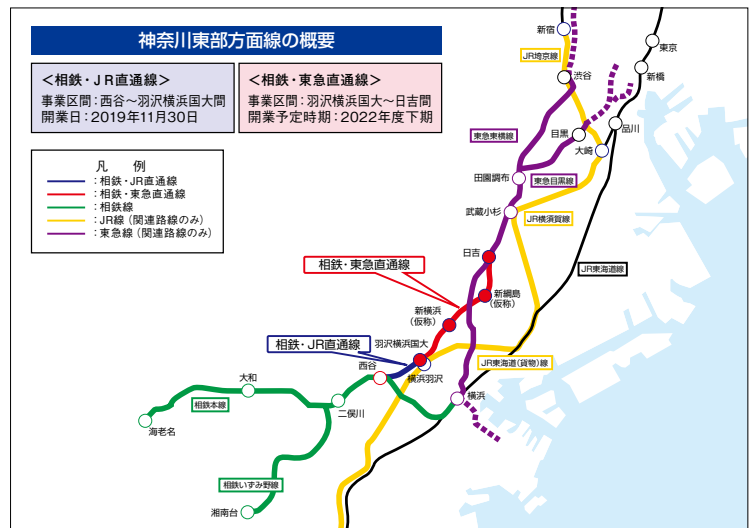 神奈川東部方面線の概要
＜相鉄・ＪＲ直通線＞
事業区間：西谷～羽沢横浜国大間
開業日：2019年11月30日
＜相鉄・東急直通線＞
事業区間：羽沢横浜国大～日吉間
開業予定時期：2022年度下期
凡 例
：相鉄・JR直通線
：相鉄・東急直通線
：相鉄線
：JR線（関連路線のみ）
：東急線（関連路線のみ）
新宿
JR埼京線
東京
渋谷
新橋
東急東横線
目黒
品川
大崎
田園調布
東急目黒線
武蔵小杉
JR横須賀線
日吉
相鉄・東急直通線
JR東海道線
新綱島
（仮称）
新横浜
（仮称）
羽沢横浜国大
相鉄・JR直通線
西谷
横浜羽沢
JR東海道（貨物）線
大和
相鉄本線
二俣川
横浜
海老名
相鉄いずみ野線
湘南台